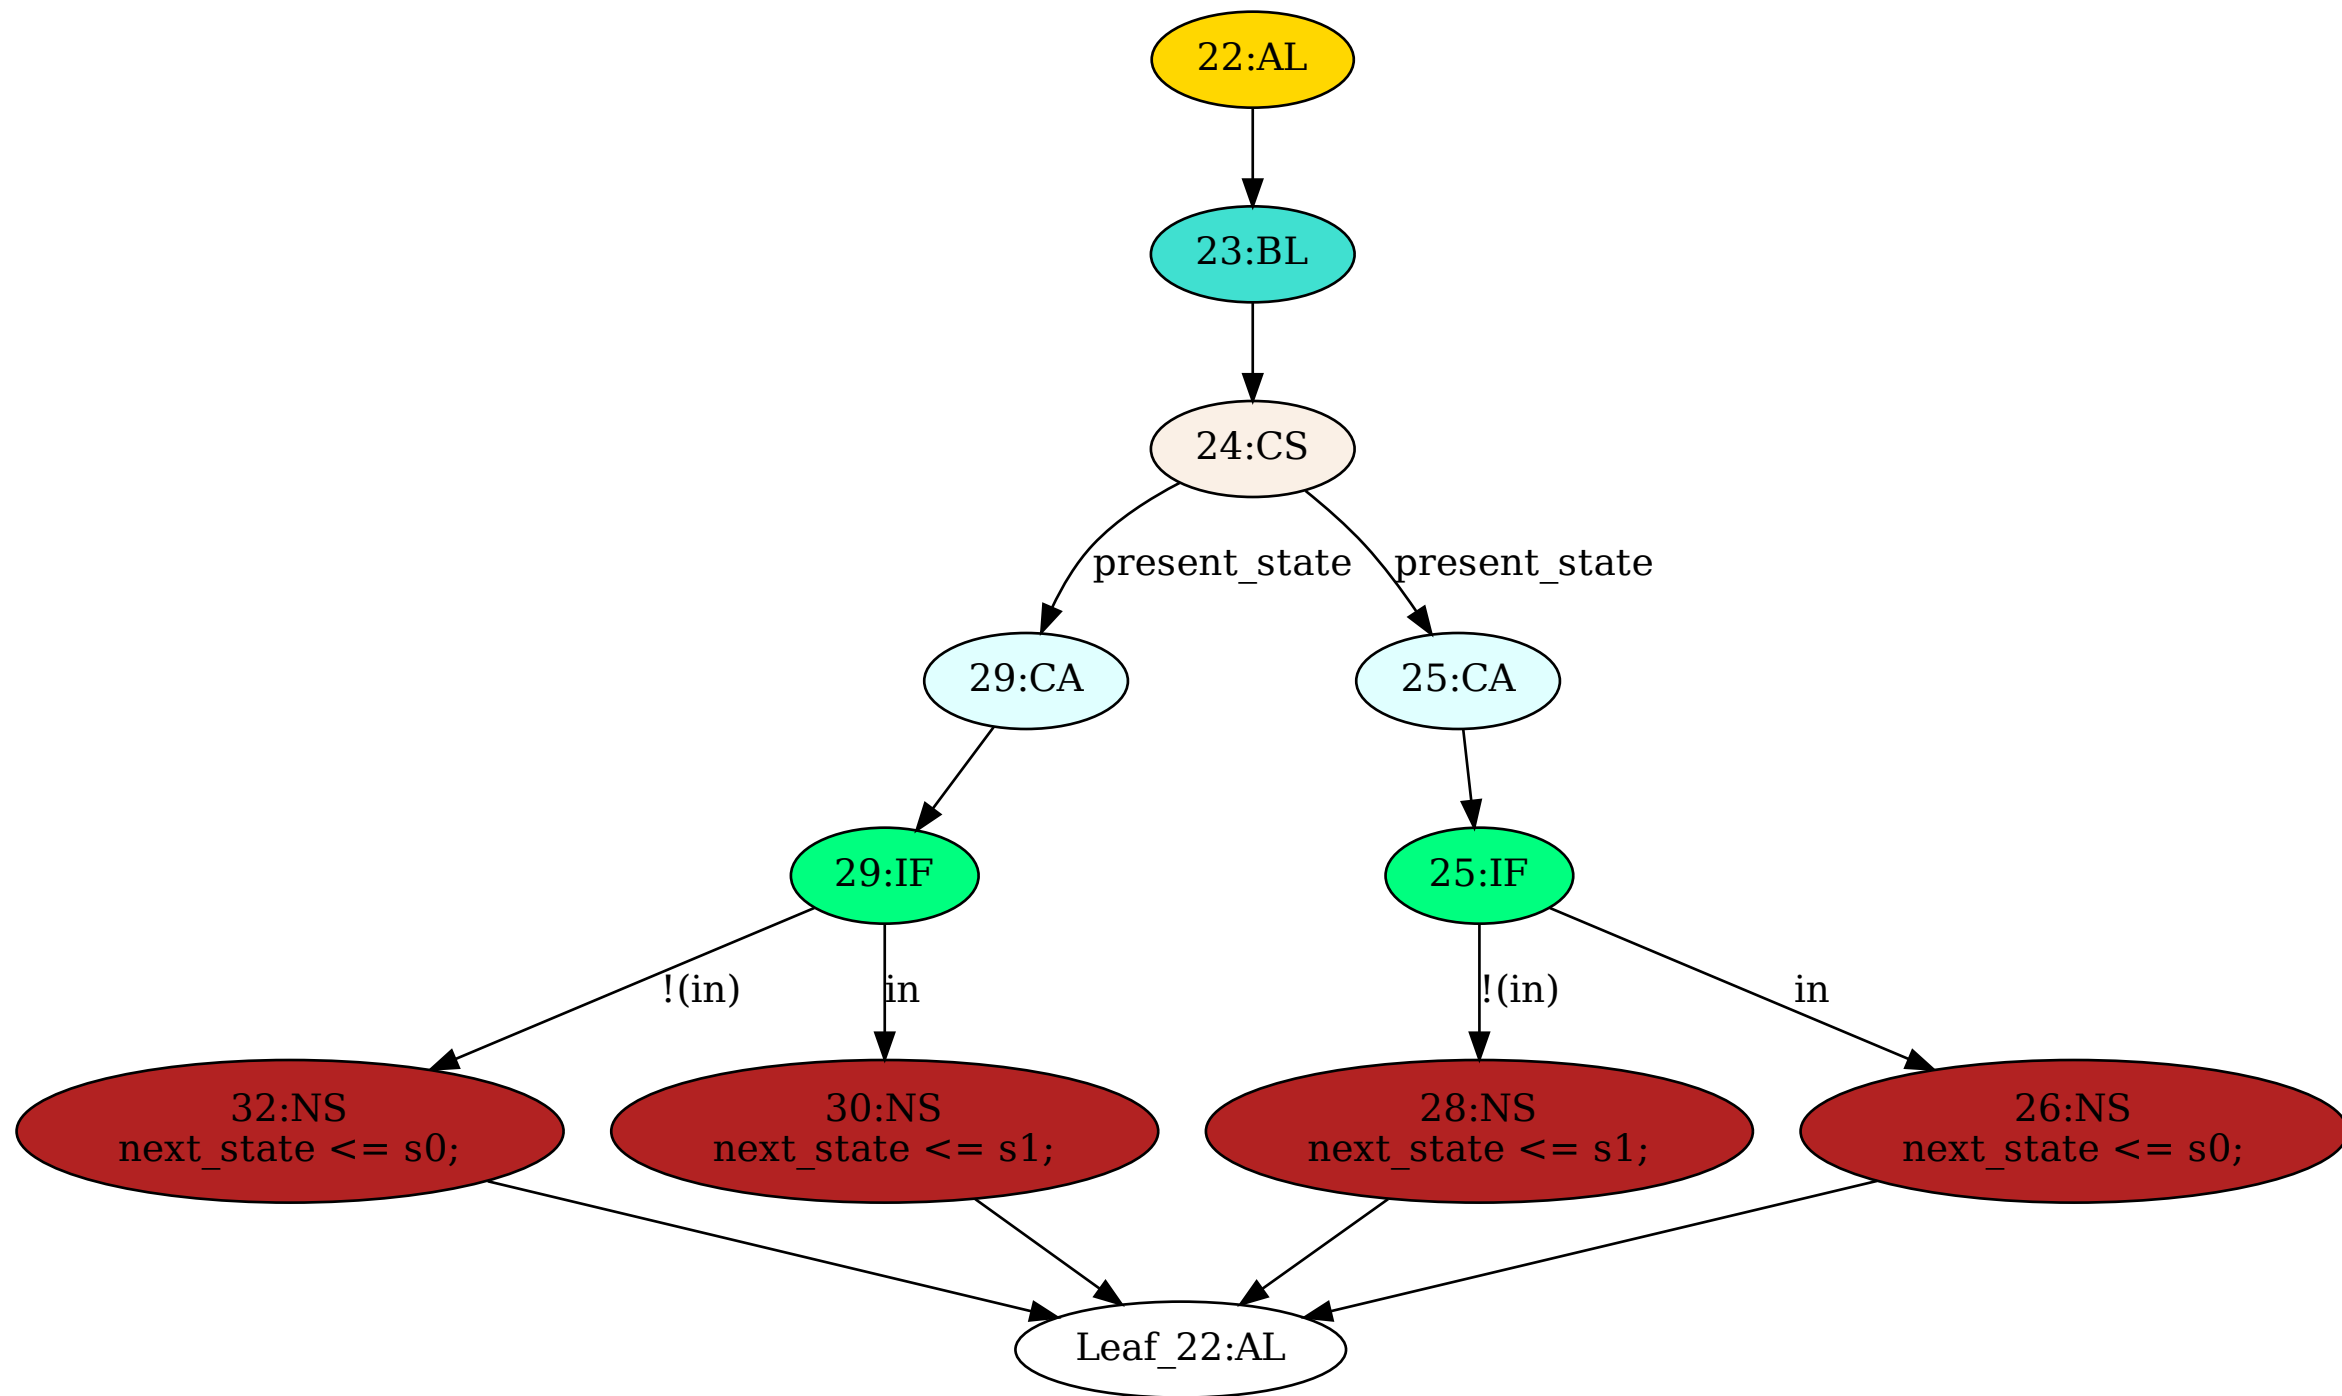 22:AL
23:BL
24:CS
present_state
present_state
29:CA
25:CA
29:IF
25:IF
!(in)
in
!(in)
in
32:NS
next_state <= s0;
30:NS
next_state <= s1;
28:NS
next_state <= s1;
26:NS
next_state <= s0;
Leaf_22:AL